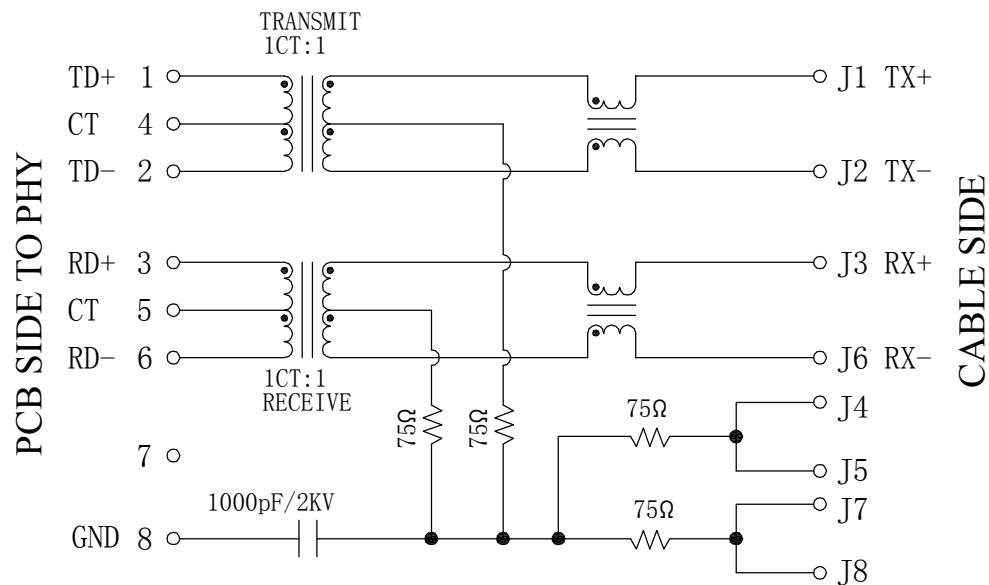 TRANSMIT
1CT:1
TD+ 1
CT 4
TD- 2
J1 TX+
J2 TX-
RD+ 3
CT 5
RD- 6
J3 RX+
J6 RX-
1CT:1
RECEIVE
PCB SIDE TO PHY
CABLE SIDE
75Ω
75Ω
75Ω
J4
J5
7
1000pF/2KV
GND 8
75Ω
J7
J8